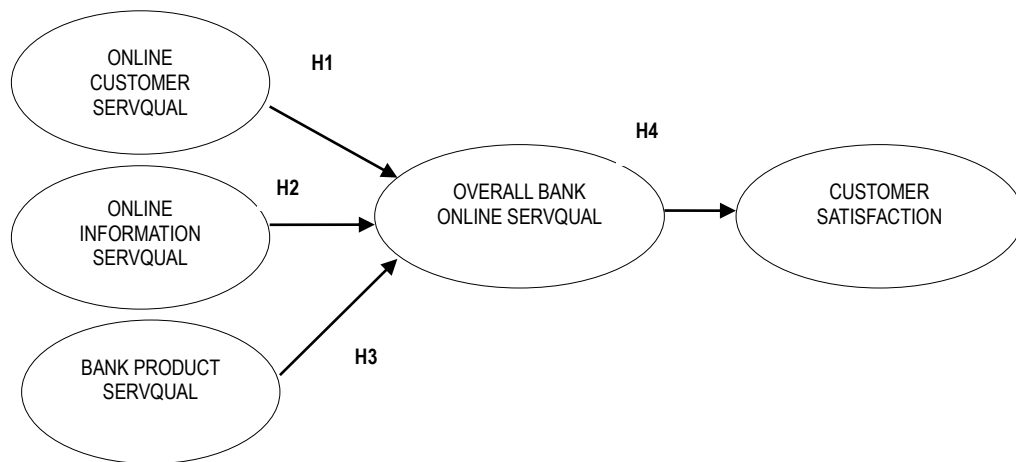 ONLINE
CUSTOMER
SERVQUAL
H1
ONLINE
INFORMATION
SERVQUAL
H2
BANK PRODUCT
SERVQUAL
H3
OVERALL BANK
ONLINE SERVQUAL
H4
CUSTOMER
SATISFACTION